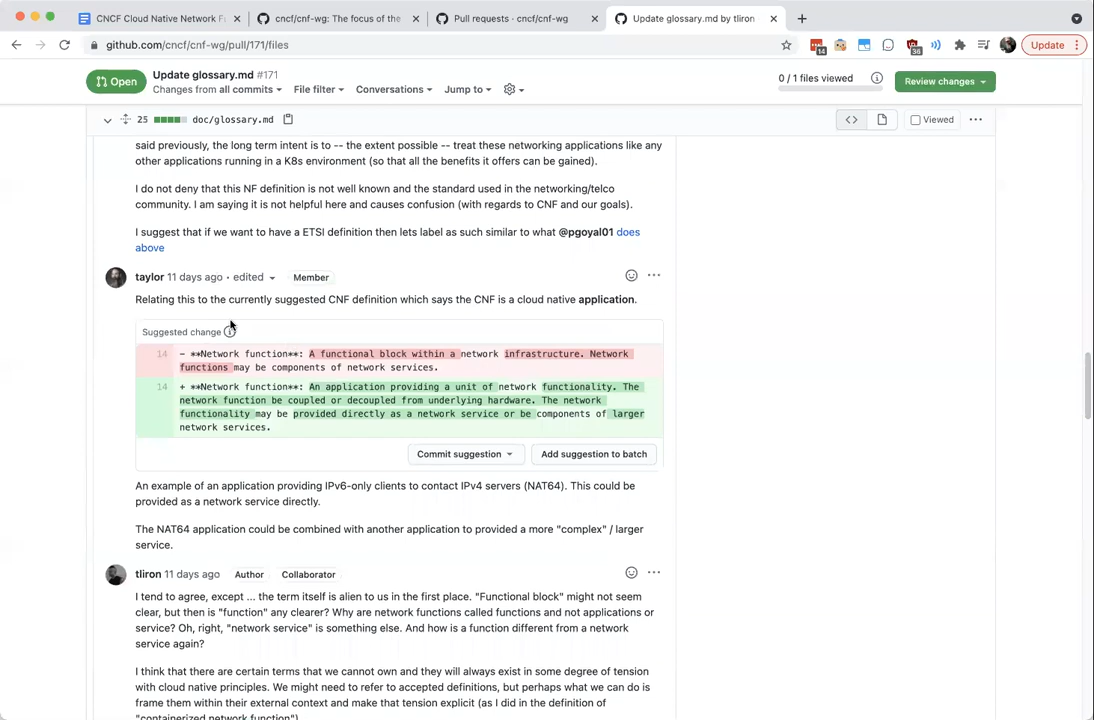 CNCF Cloud Native Network F
cncf/cnf-wg: The focus of the
Pull requests · cncf/cnf-wg
Update glossary.md by tliron
github.com/cncf/cnf-wg/pull/171/files
14
36
Update
Open
Update glossary.md #171
Changes from all commits
File filter
Conversations
Jump to
0 / 1 files viewed
Review changes
25
doc/glossary.md
Viewed
said previously, the long term intent is to -- the extent possible -- treat these networking applications like any
other applications running in a K8s environment (so that all the benefits it offers can be gained).
I do not deny that this NF definition is not well known and the standard used in the networking/telco
community. I am saying it is not helpful here and causes confusion (with regards to CNF and our goals).
I suggest that if we want to have a ETSI definition then lets label as such similar to what @pgoyal01 does
above
taylor 11 days ago • edited
Member
Relating this to the currently suggested CNF definition which says the CNF is a cloud native application.
Suggested change
14 - **Network function**: A functional block within a network infrastructure. Network
functions may be components of network services.
14 + **Network function**: An application providing a unit of network functionality. The
network function be coupled or decoupled from underlying hardware. The network
functionality may be provided directly as a network service or be components of larger
network services.
Commit suggestion
Add suggestion to batch
An example of an application providing IPv6-only clients to contact IPv4 servers (NAT64). This could be
provided as a network service directly.
The NAT64 application could be combined with another application to provided a more "complex" / larger
service.
tliron 11 days ago
Author
Collaborator
I tend to agree, except ... the term itself is alien to us in the first place. "Functional block" might not seem
clear, but then is "function" any clearer? Why are network functions called functions and not applications or
service? Oh, right, "network service" is something else. And how is a function different from a network
service again?
I think that there are certain terms that we cannot own and they will always exist in some degree of tension
with cloud native principles. We might need to refer to accepted definitions, but perhaps what we can do is
frame them within their external context and make that tension explicit (as I did in the definition of
"containerized network function")